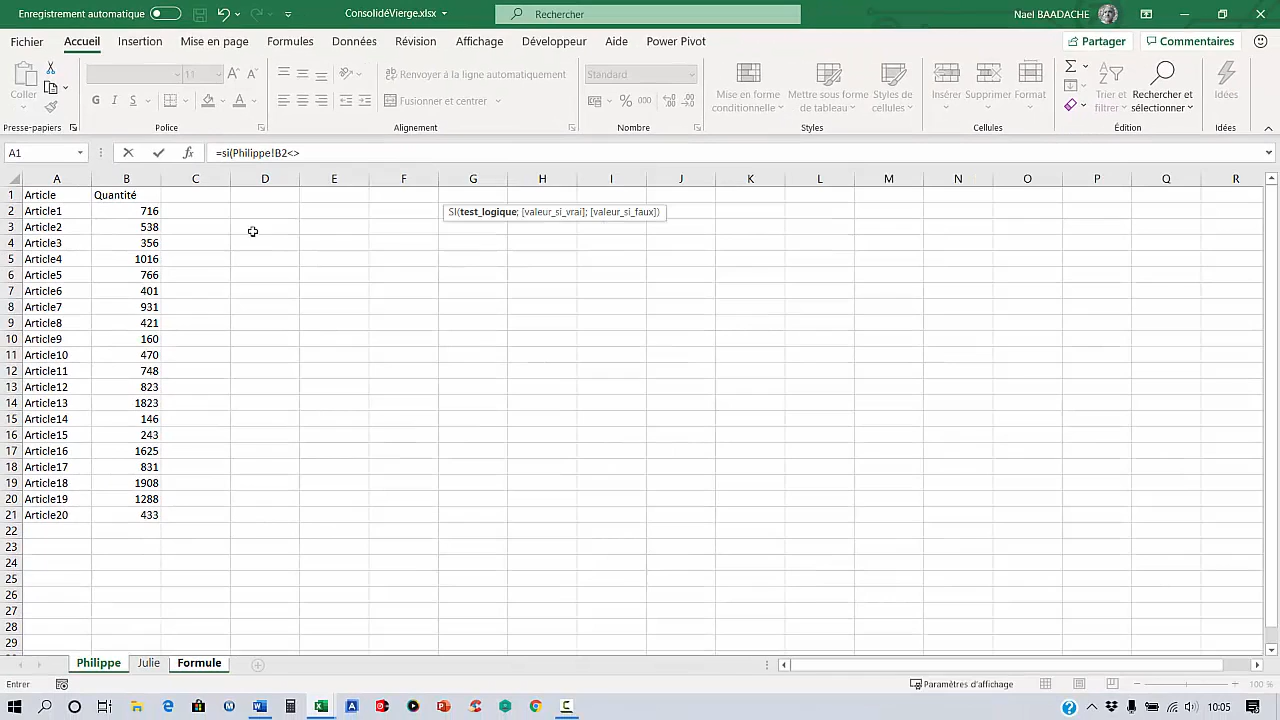 Enregistrement automatique
ConsolidéVierge.xlsx
Rechercher
Nael BAADACHE
Fichier Accueil Insertion Mise en page Formules Données Révision Affichage Développeur Aide Power Pivot
Partager Commentaires
Coller
11
Renvoyer à la ligne automatiquement
Standard
G I S
Fusionner et centrer
% 000
Mise en forme conditionnelle
Mettre sous forme de tableau
Styles de cellules
Insérer Supprimer Format
Trier et filtrer
Rechercher et sélectionner
Idées
Presse-papiers Police Alignement Nombre Styles Cellules Édition Idées
A1 fx =si(Philippe!B2<>
A B C D E F G H I J K L M N O P Q R
1 Article Quantité
2 Article1 716
SI(test_logique; [valeur_si_vrai]; [valeur_si_faux])
3 Article2 538
4 Article3 356
5 Article4 1016
6 Article5 766
7 Article6 401
8 Article7 931
9 Article8 421
10 Article9 160
11 Article10 470
12 Article11 748
13 Article12 823
14 Article13 1823
15 Article14 146
16 Article15 243
17 Article16 1625
18 Article17 831
19 Article18 1908
20 Article19 1288
21 Article20 433
22
23
24
25
26
27
28
29
Philippe Julie Formule
Entrer
Paramètres d'affichage
100 %
10:05